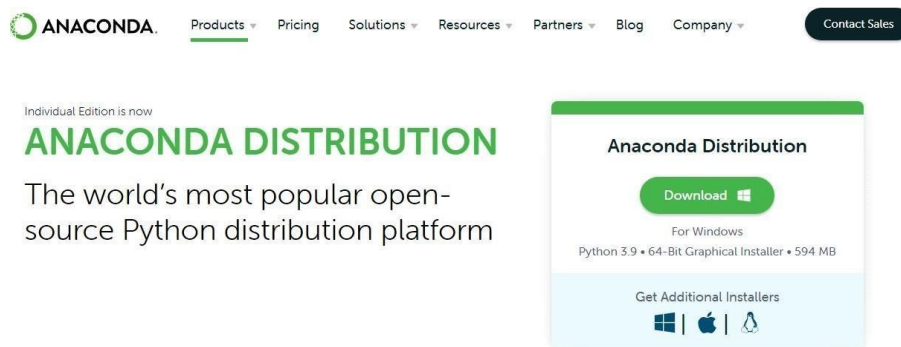 ANACONDA.
Products
Pricing
Solutions
Resources
Partners
Blog
Company
Contact Sales
Individual Edition is now
ANACONDA DISTRIBUTION
The world's most popular open-
source Python distribution platform
Anaconda Distribution
Download
For Windows
Python 3.9 • 64-Bit Graphical Installer • 594 MB
Get Additional Installers
| |